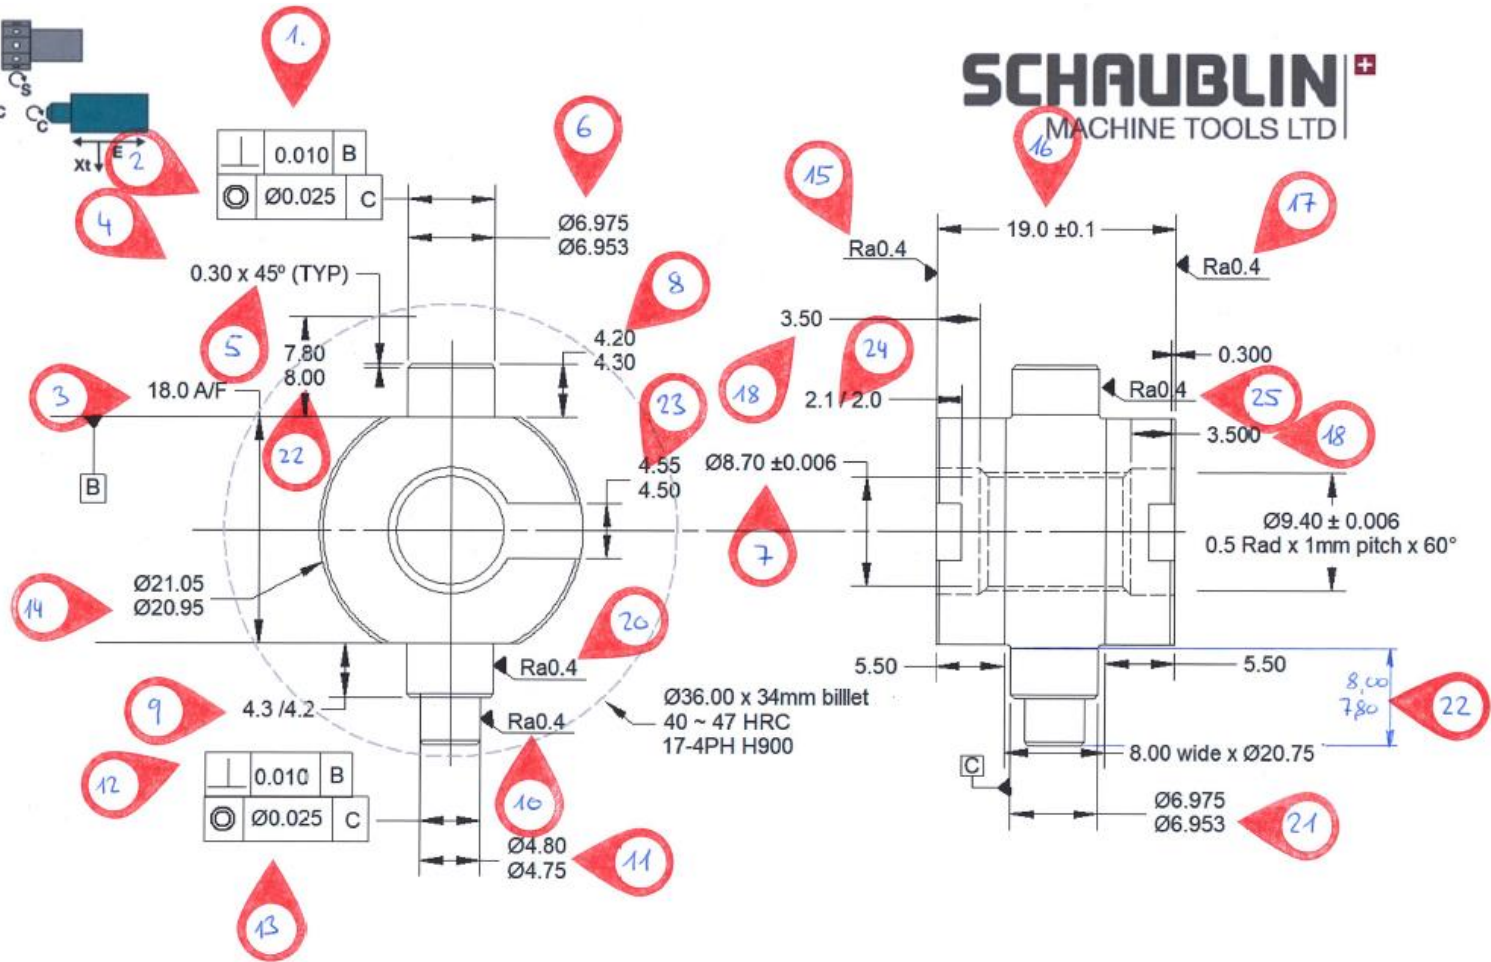 1.
S
C
C
E
Xt
2
4
⊥ 0.010 B
◎ Ø0.025 C
6
Ø6.975
Ø6.953
0.30 x 45º (TYP)
5
7.80
8.00
8
4.20
4.30
3
18.0 A/F
B
22
23
4.55
4.50
Ø21.05
Ø20.95
14
20
Ra0.4
9
4.3 /4.2
Ra0.4
Ø36.00 x 34mm billlet
40 ~ 47 HRC
17-4PH H900
12
⊥ 0.010 B
◎ Ø0.025 C
10
Ø4.80
Ø4.75
11
13
SCHAUBLIN
MACHINE TOOLS LTD
15
16
17
19.0 ±0.1
Ra0.4
Ra0.4
3.50
24
18
0.300
2.1 / 2.0
Ra0.4
25
3.500
18
Ø8.70 ±0.006
7
Ø9.40 ± 0.006
0.5 Rad x 1mm pitch x 60°
5.50
5.50
8,00
7,80
22
8.00 wide x Ø20.75
C
Ø6.975
Ø6.953
21